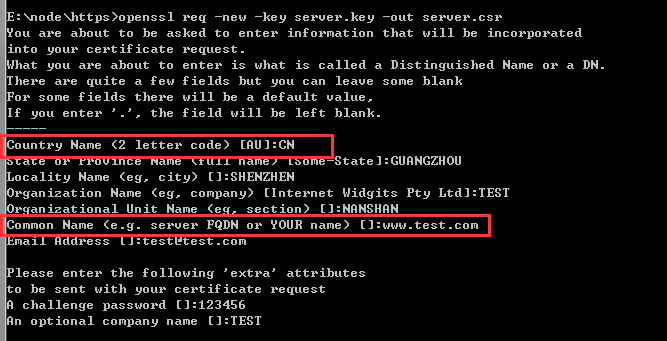 E:\node\https>openssl req -new -key server.key -out server.csr
You are about to be asked to enter information that will be incorporated
into your certificate request.
What you are about to enter is what is called a Distinguished Name or a DN.
There are quite a few fields but you can leave some blank
For some fields there will be a default value,
If you enter '.', the field will be left blank.
-----
Country Name (2 letter code) [AU]:CN
State or Province Name (full name) [Some-State]:GUANGZHOU
Locality Name (eg, city) []:SHENZHEN
Organization Name (eg, company) [Internet Widgits Pty Ltd]:TEST
Organizational Unit Name (eg, section) []:NANSHAN
Common Name (e.g. server FQDN or YOUR name) []:www.test.com
Email Address []:test@test.com
Please enter the following 'extra' attributes
to be sent with your certificate request
A challenge password []:123456
An optional company name []:TEST